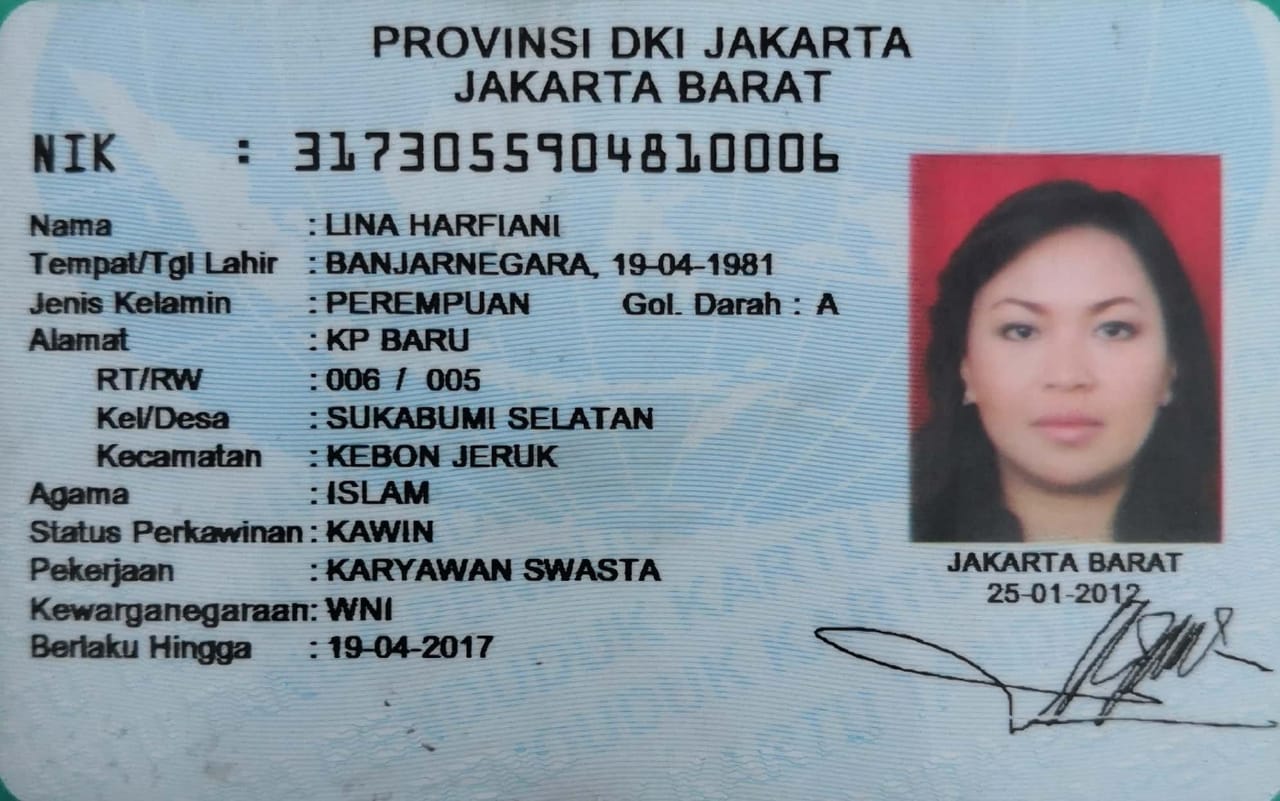 PROVINSI DKI JAKARTA
JAKARTA BARAT
NIK : 3173055904810006
Nama : LINA HARFIANI
Tempat/Tgl Lahir : BANJARNEGARA, 19-04-1981
Jenis Kelamin : PEREMPUAN Gol. Darah : A
Alamat : KP BARU
RT/RW : 006 / 005
Kel/Desa : SUKABUMI SELATAN
Kecamatan : KEBON JERUK
Agama : ISLAM
Status Perkawinan : KAWIN
Pekerjaan : KARYAWAN SWASTA
Kewarganegaraan: WNI
Berlaku Hingga : 19-04-2017
JAKARTA BARAT
25-01-2012